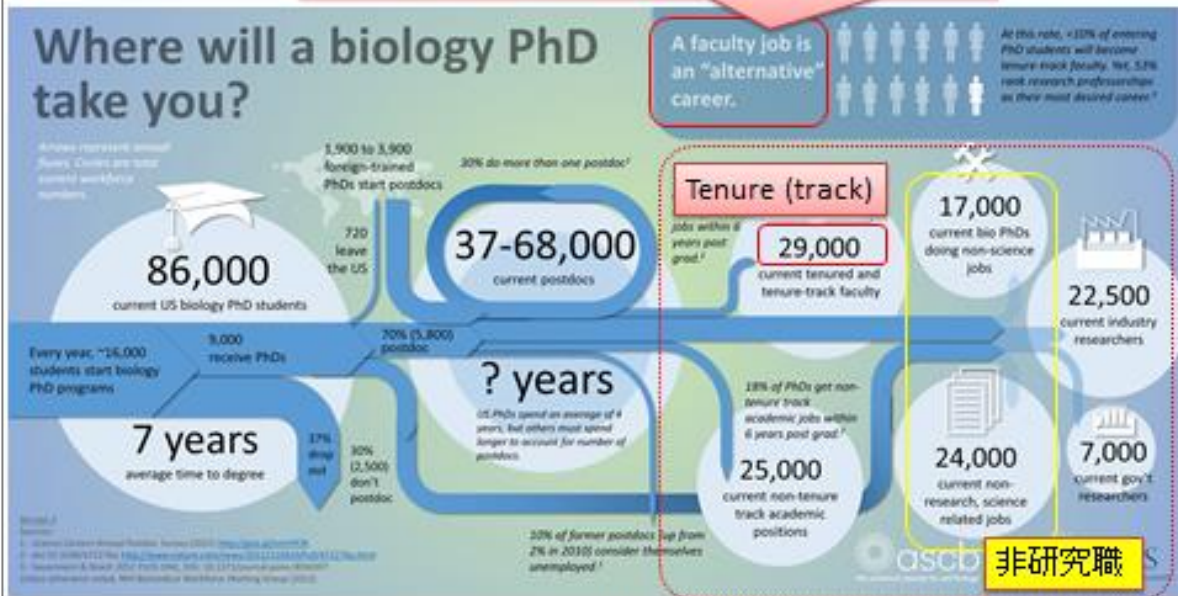 Where will a biology PhD
take you?
A faculty job is
an "alternative"
career.
At this rate, <10% of entering
PhD students will become
tenure-track faculty. Yet, 53%
rank research professorships
as their most desired career.²
Arrows represent annual
fluxes. Circles are total
current workforce
numbers.
1,900 to 3,900
foreign-trained
PhDs start postdocs
30% do more than one postdoc¹
86,000
current US biology PhD students
720
leave
the US
37-68,000
current postdocs
Tenure (track)
jobs within 6
years post
grad.²
29,000
current tenured and
tenure-track faculty
17,000
current bio PhDs
doing non-science
jobs
22,500
current industry
researchers
Every year, ~16,000
students start biology
PhD programs
9,000
receive PhDs
70% (5,800)
postdoc
7 years
average time to degree
37%
drop
out
30%
(2,500)
don't
postdoc
? years
US PhDs spend an average of 4
years, but others must spend
longer to account for number of
postdocs.
18% of PhDs get non-
tenure track
academic jobs within
6 years post grad.²
25,000
current non-tenure
track academic
positions
24,000
current non-
research, science
related jobs
7,000
current gov't
researchers
10% of former postdocs (up from
2% in 2010) consider themselves
unemployed.¹
ascb
非研究職
S